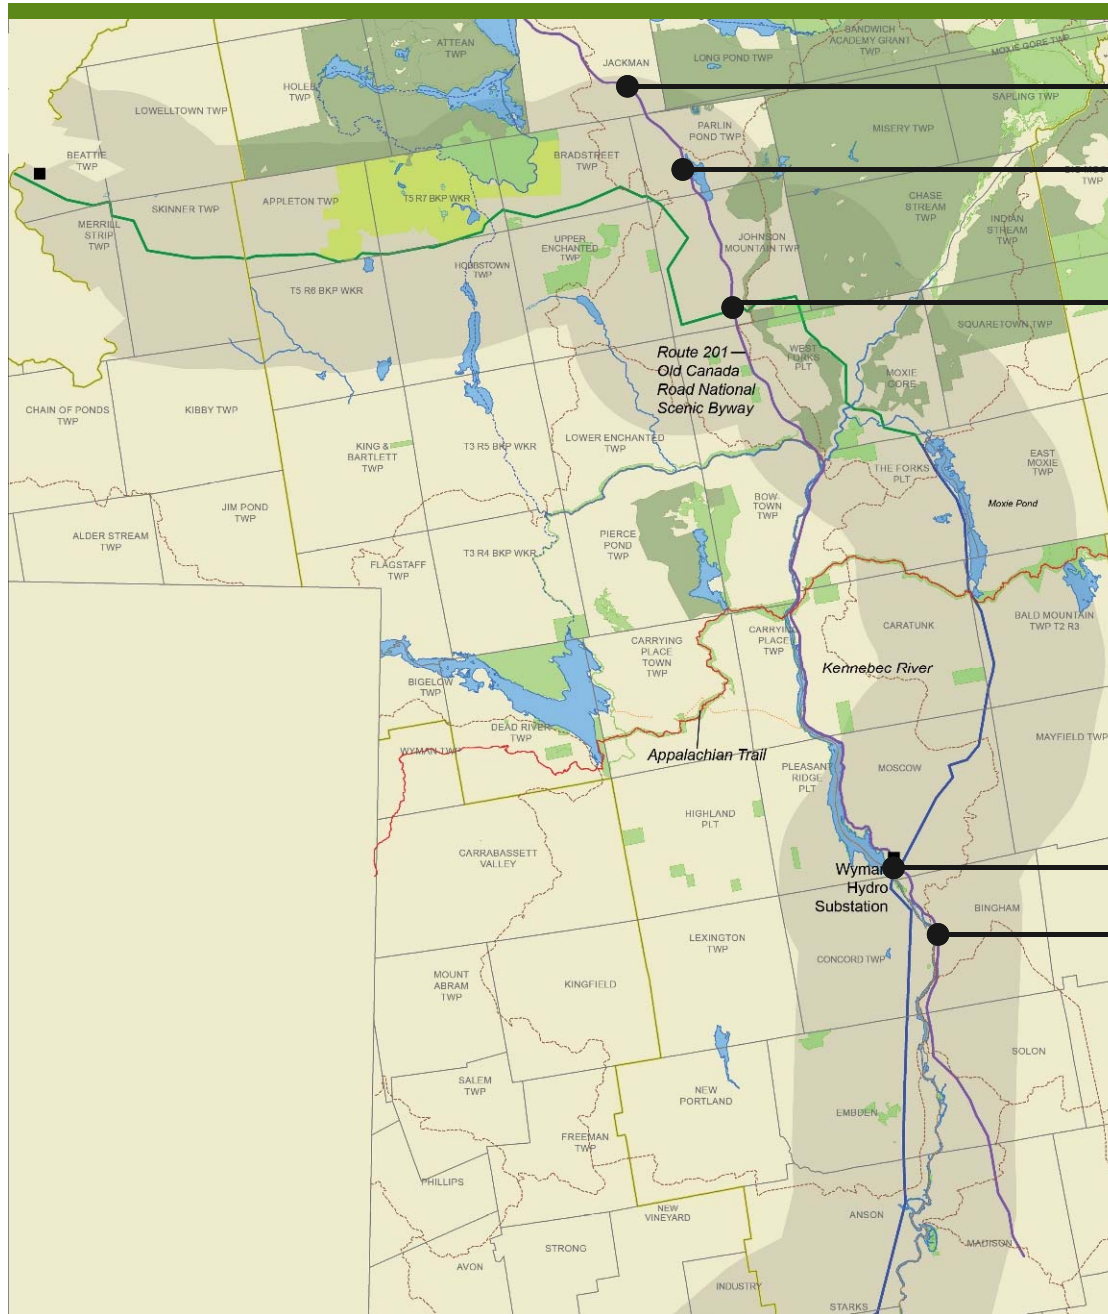 ATTEAN
TWP
SANDWICH
ACADEMY GRANT
TWP
MOXIE GORE TWP
LONG POND TWP
JACKMAN
HOLEB
TWP
LOWELLTOWN TWP
SAPLING TWP
PARLIN
POND TWP
MISERY TWP
BEATTIE
TWP
BRADSTREET
TWP
CHASE
STREAM
TWP
INDIAN
STREAM TWP
SKINNER TWP
APPLETON TWP
T5 R7 BKP WKR
MERRILL
STRIP
TWP
UPPER
ENCHANTED
TWP
JOHNSON
MOUNTAIN TWP
HOBBSTOWN
TWP
T5 R6 BKP WKR
SQUARETOWN TWP
Route 201—
Old Canada
Road National
Scenic Byway
WEST
FORKS
PLT
MOXIE
GORE
CHAIN OF PONDS
TWP
KIBBY TWP
KING &
BARTLETT
TWP
T3 R5 BKP WKR
LOWER ENCHANTED
TWP
THE FORKS
PLT
EAST
MOXIE
TWP
JIM POND
TWP
BOW-
TOWN TWP
Moxie Pond
ALDER STREAM
TWP
PIERCE
POND
TWP
T3 R4 BKP WKR
FLAGSTAFF
TWP
CARATUNK
BALD MOUNTAIN
TWP T2 R3
CARRYING
PLACE
TOWN TWP
CARRYING
PLACE
TWP
Kennebec River
BIGELOW
TWP
DEAD RIVER
TWP
WYMAN TWP
MAYFIELD TWP
Appalachian Trail
PLEASANT
RIDGE
PLT
MOSCOW
HIGHLAND
PLT
CARRABASSETT
VALLEY
Wyman
Hydro
Substation
BINGHAM
LEXINGTON
TWP
CONCORD TWP
MOUNT
ABRAM
TWP
KINGFIELD
SOLON
SALEM
TWP
NEW
PORTLAND
EMBDEN
FREEMAN
TWP
PHILLIPS
NEW
VINEYARD
ANSON
MADISON
STRONG
AVON
INDUSTRY
STARKS